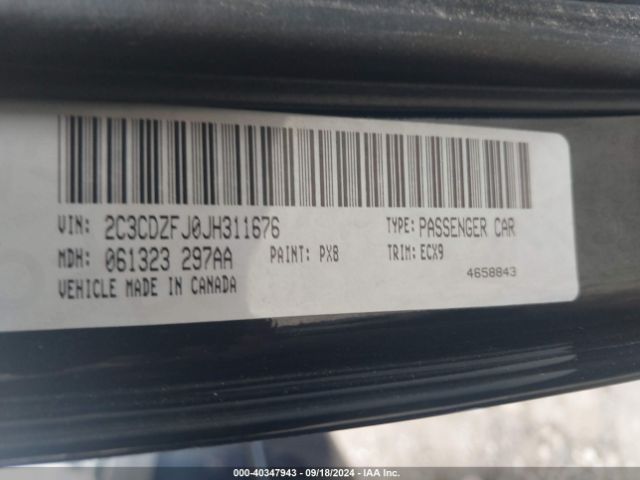 VIN: 2C3CDZFJ0JH311676 TYPE: PASSENGER CAR
MDH: 061323 297AA PAINT: PX8 TRIM: ECX9
VEHICLE MADE IN CANADA 4658843
000-40347943 / 09/18/2024 - IAA Inc.